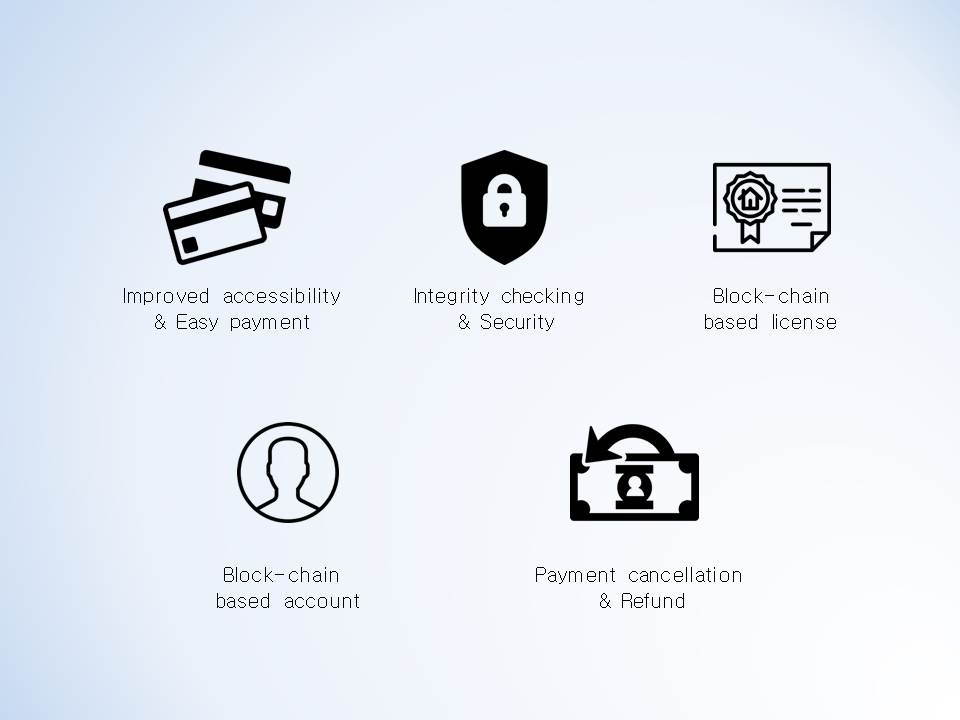 Improved accessibility
& Easy payment
Integrity checking
& Security
Block-chain
based license
Block-chain
based account
Payment cancellation
& Refund